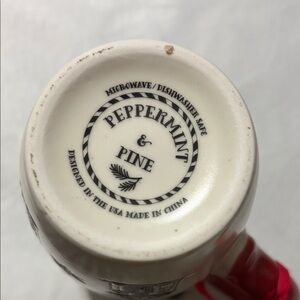 MICROWAVE/DISHWASHER SAFE
PEPPERMINT
&
PINE
DESIGNED IN THE USA MADE IN CHINA